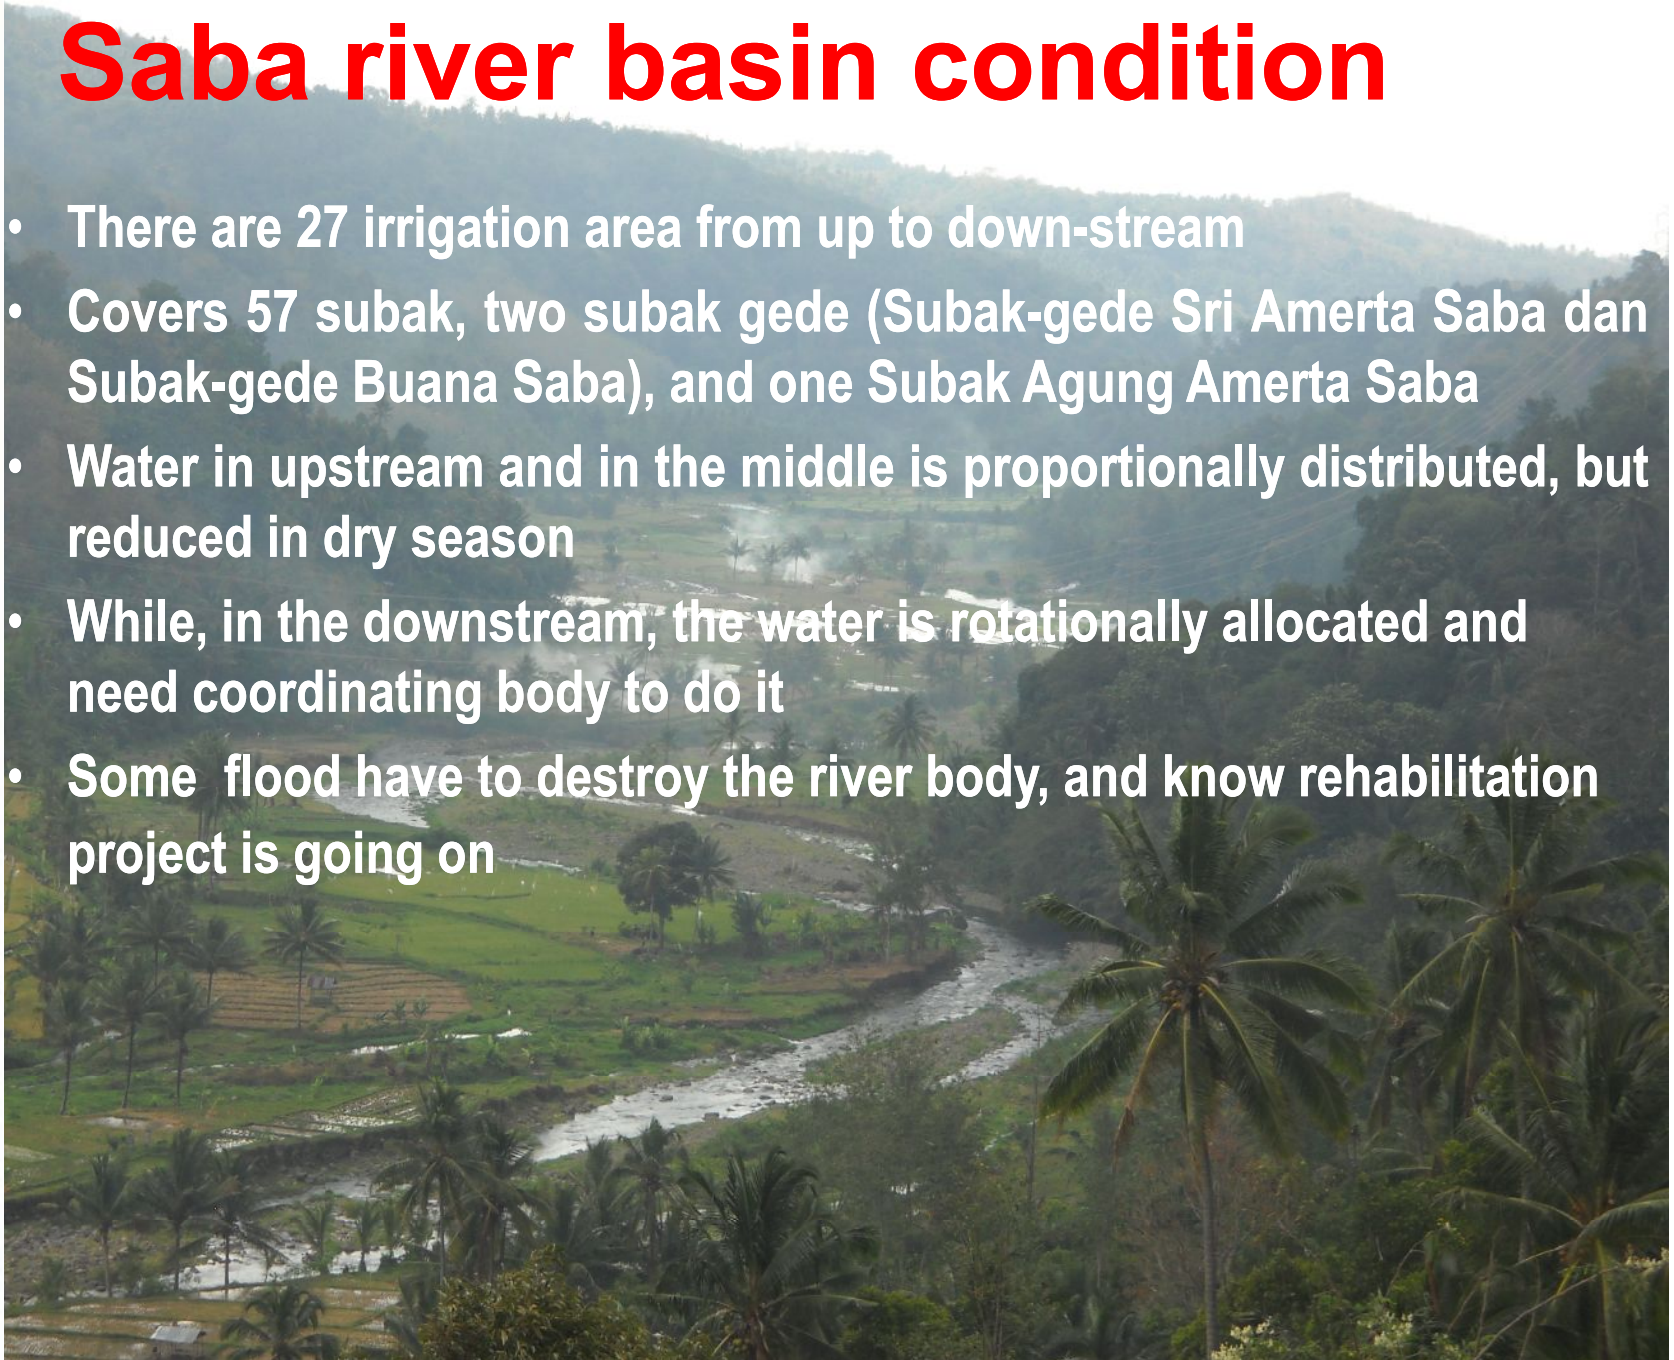 Saba river basin condition
• There are 27 irrigation area from up to down-stream
• Covers 57 subak, two subak gede (Subak-gede Sri Amerta Saba dan
Subak-gede Buana Saba), and one Subak Agung Amerta Saba
• Water in upstream and in the middle is proportionally distributed, but
reduced in dry season
• While, in the downstream, the water is rotationally allocated and
need coordinating body to do it
• Some  flood have to destroy the river body, and know rehabilitation
project is going on